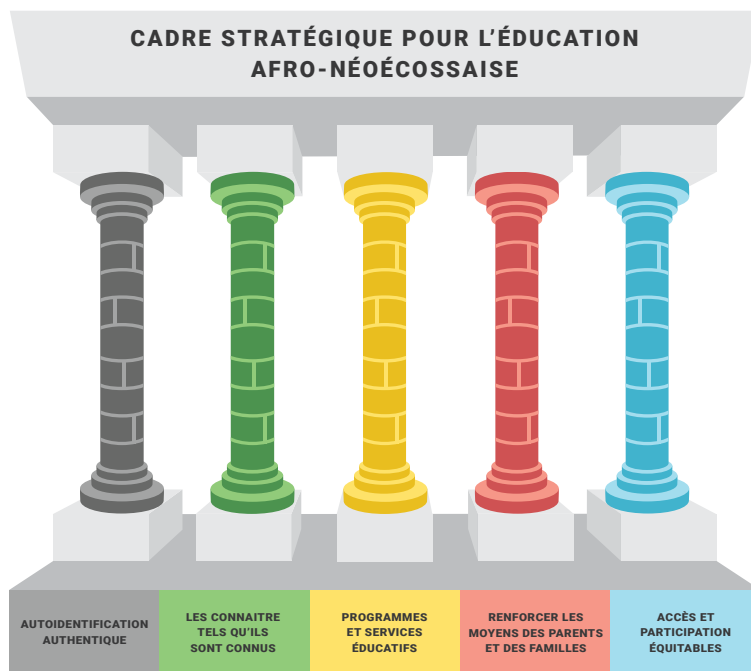 CADRE STRATÉGIQUE POUR L'ÉDUCATION
AFRO-NÉOÉCOSSAISE
AUTOIDENTIFICATION
AUTHENTIQUE
LES CONNAITRE
TELS QU'ILS
SONT CONNUS
PROGRAMMES
ET SERVICES
ÉDUCATIFS
RENFORCER LES
MOYENS DES PARENTS
ET DES FAMILLES
ACCÈS ET
PARTICIPATION
ÉQUITABLES